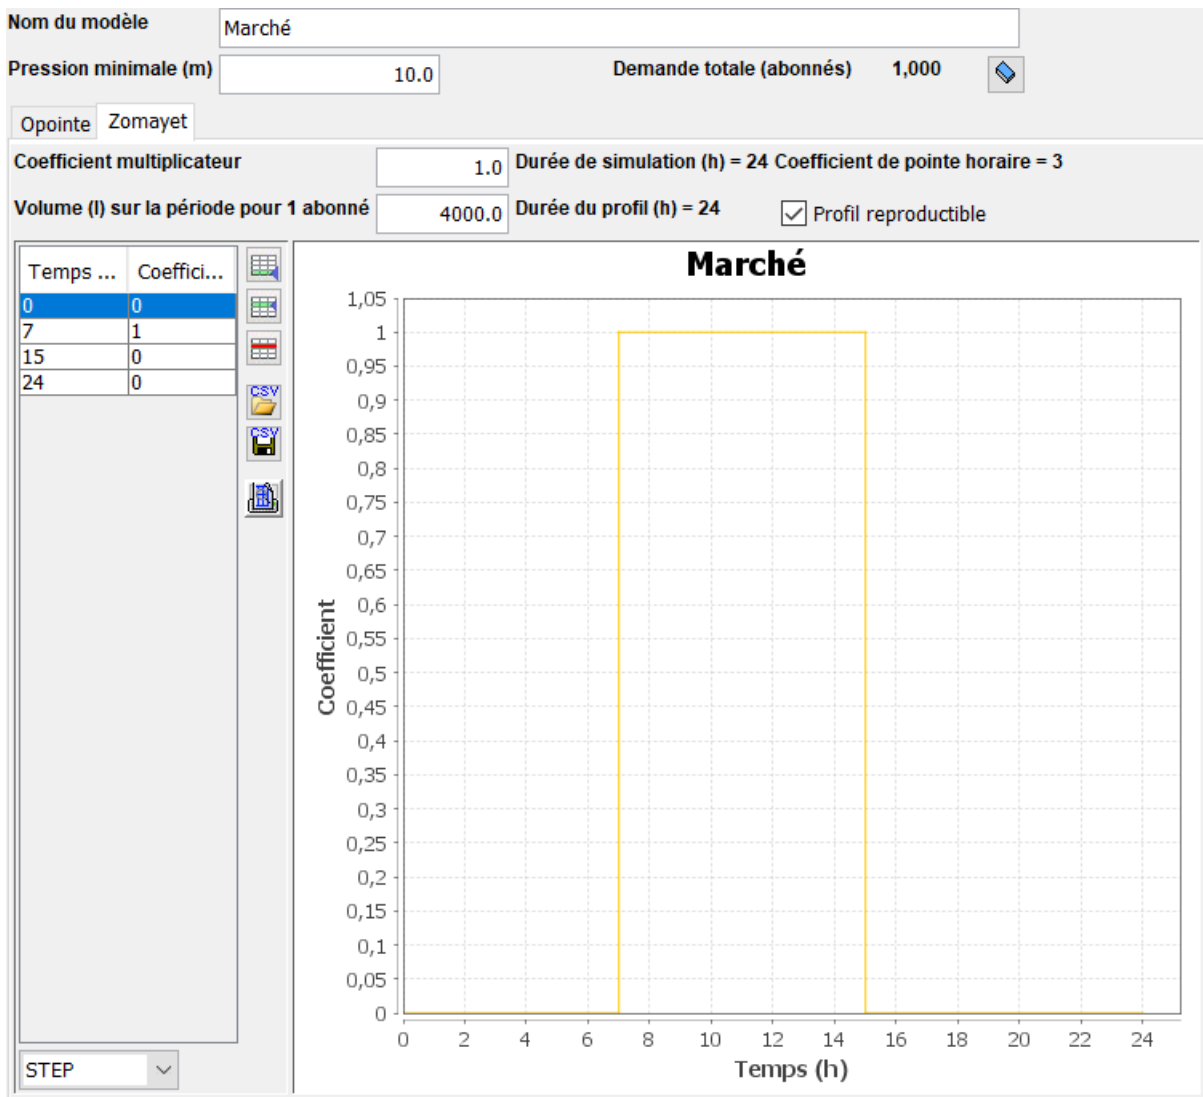 Nom du modèle Marché
Pression minimale (m) 10.0 Demande totale (abonnés) 1,000
Opointe Zomayet
Coefficient multiplicateur 1.0 Durée de simulation (h) = 24 Coefficient de pointe horaire = 3
Volume (l) sur la période pour 1 abonné 4000.0 Durée du profil (h) = 24 Profil reproductible
Temps ... Coeffici...
0 0
7 1
15 0
24 0
CSV
CSV
STEP
Marché
1,05
1
0,95
0,9
0,85
0,8
0,75
0,7
0,65
0,6
0,55
0,5
0,45
0,4
0,35
0,3
0,25
0,2
0,15
0,1
0,05
0
Coefficient
0 2 4 6 8 10 12 14 16 18 20 22 24
Temps (h)